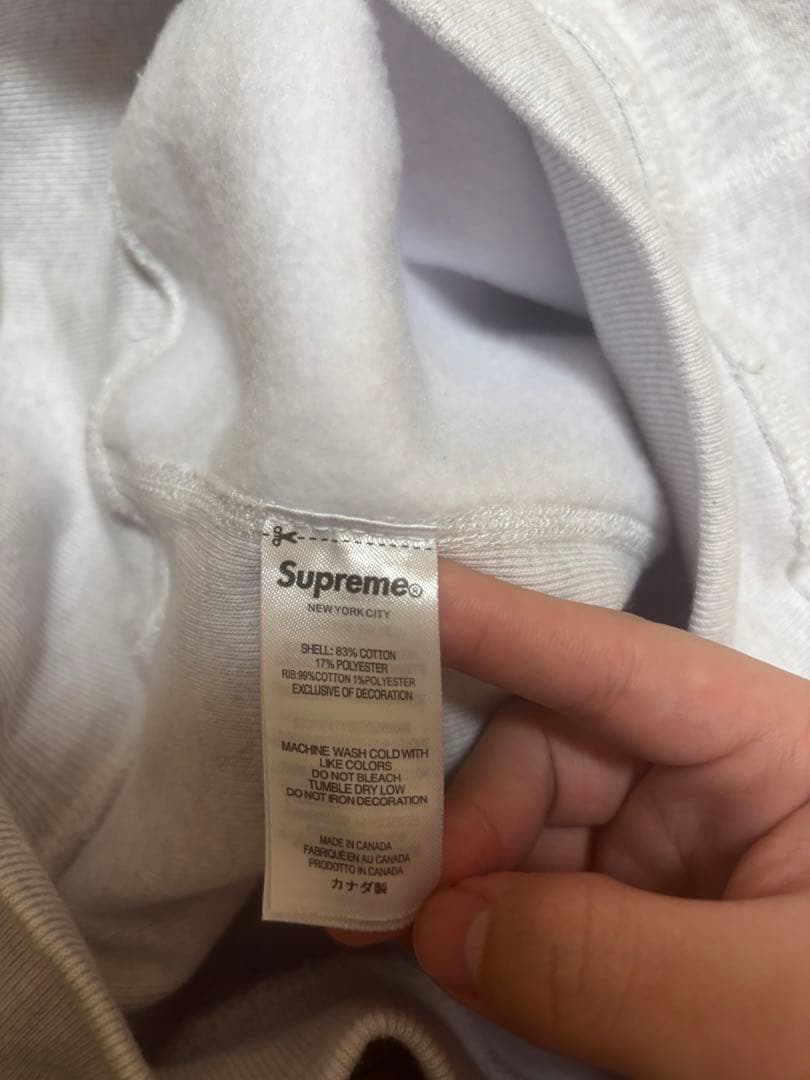 Supreme®
NEW YORK CITY
SHELL: 83% COTTON
17% POLYESTER
RIB:99%COTTON 1%POLYESTER
EXCLUSIVE OF DECORATION
MACHINE WASH COLD WITH
LIKE COLORS
DO NOT BLEACH
TUMBLE DRY LOW
DO NOT IRON DECORATION
MADE IN CANADA
FABRIQUÉ EN AU CANADA
PRODOTTO IN CANADA
カナダ製